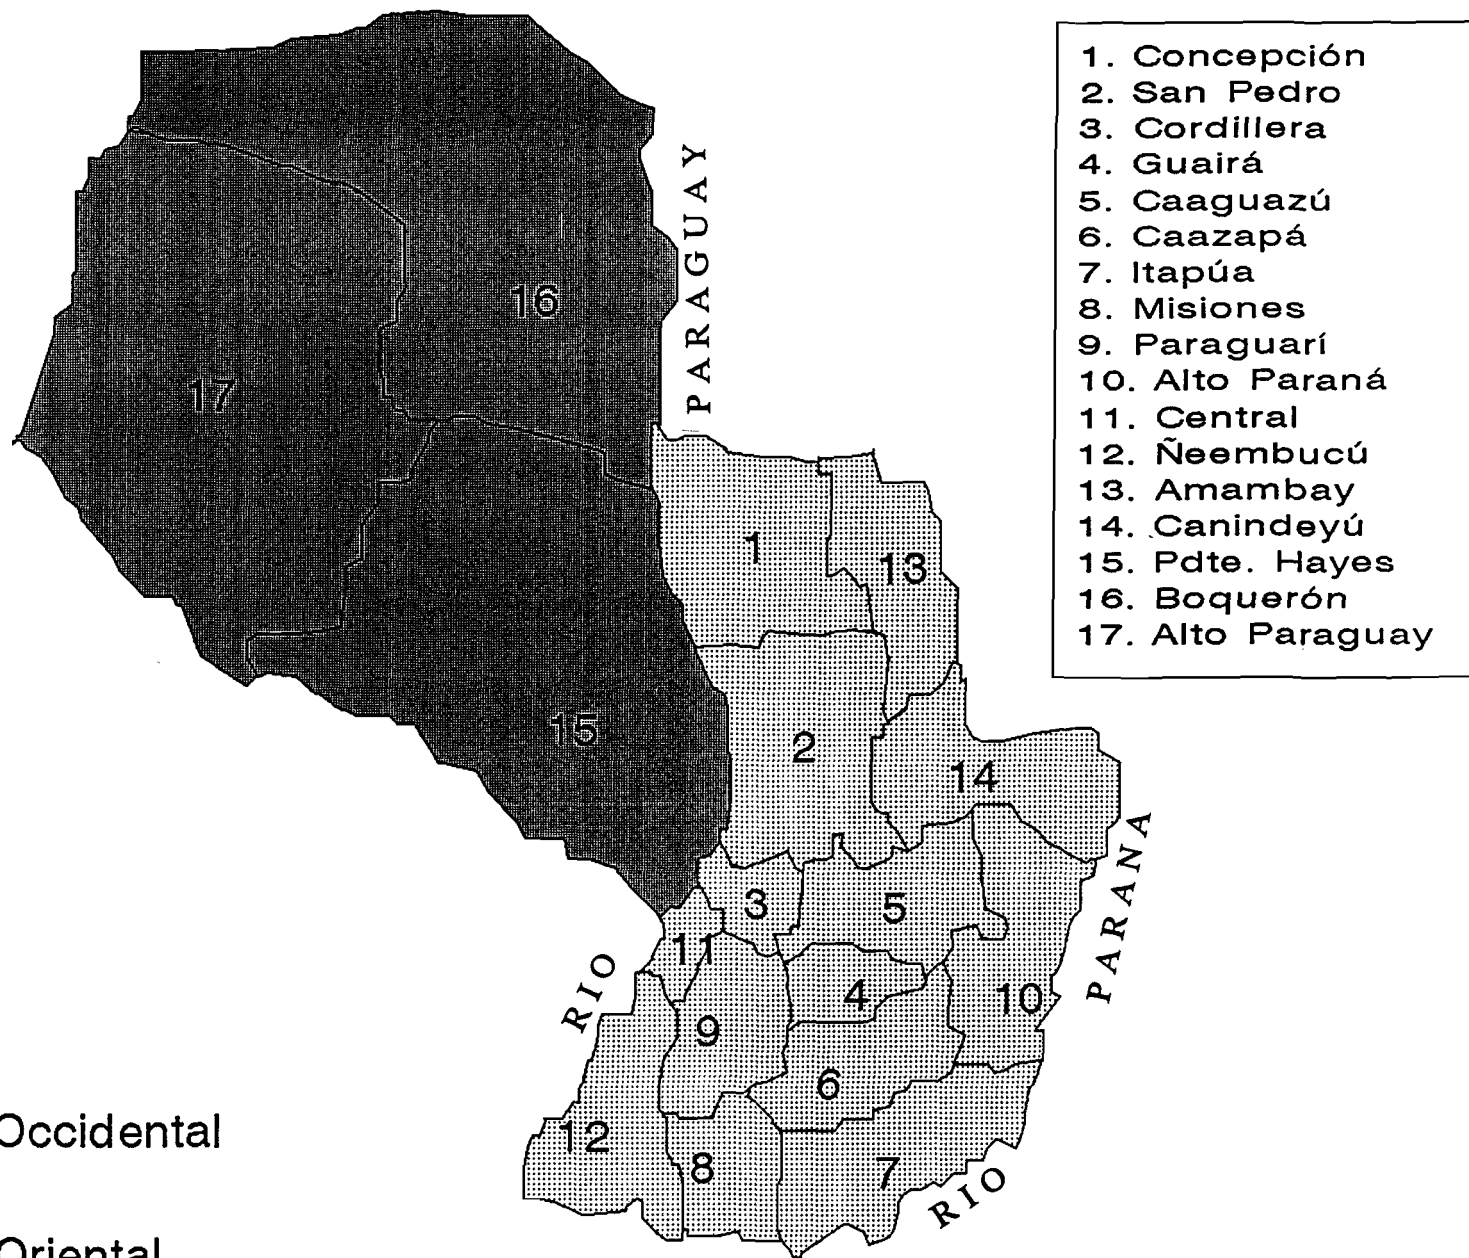 1. Concepción
2. San Pedro
3. Cordillera
4. Guairá
5. Caaguazú
6. Caazapá
7. Itapúa
8. Misiones
9. Paraguarí
10. Alto Paraná
11. Central
12. Ñeembucú
13. Amambay
14. Canindeyú
15. Pdte. Hayes
16. Boquerón
17. Alto Paraguay
PARAGUAY
16
17
1
13
15
2
14
PARANA
3
5
11
RIO
4
10
9
6
12
8
7
RIO
Occidental
Oriental